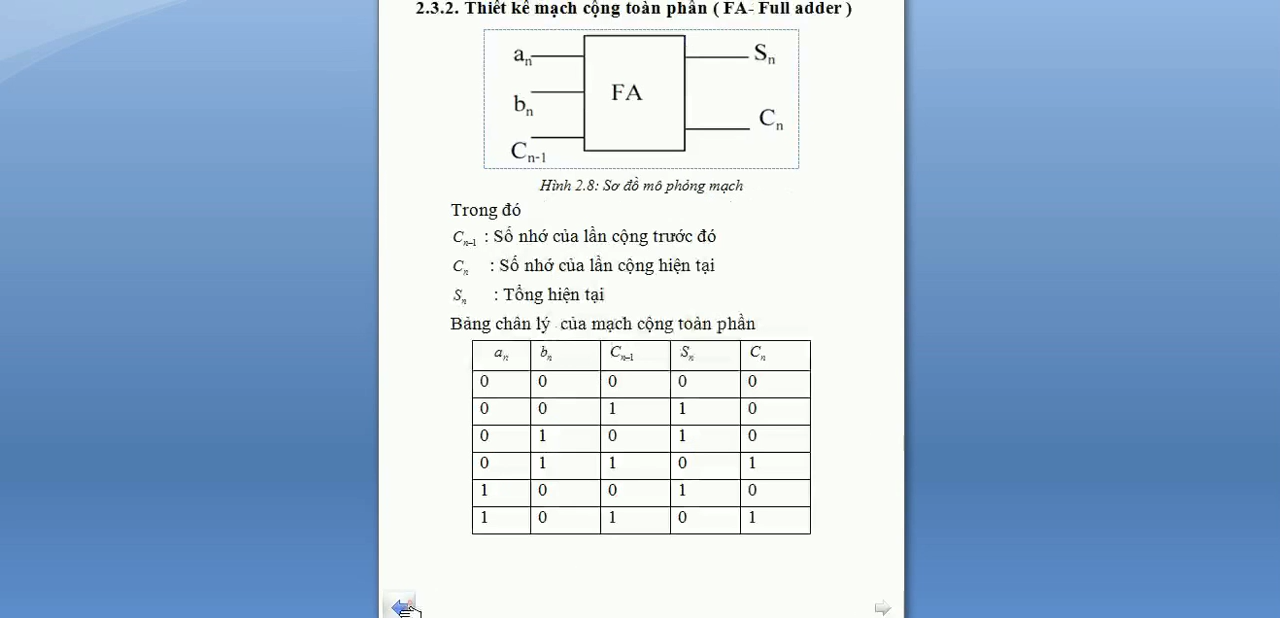 2.3.2. Thiết kế mạch cộng toàn phần ( FA- Full adder )
an Sn
FA
bn Cn
Cn-1
Hình 2.8: Sơ đồ mô phỏng mạch
Trong đó
Cn-1 : Số nhớ của lần cộng trước đó
Cn : Số nhớ của lần cộng hiện tại
Sn : Tổng hiện tại
Bảng chân lý của mạch cộng toàn phần
an bn Cn-1 Sn Cn
0 0 0 0 0
0 0 1 1 0
0 1 0 1 0
0 1 1 0 1
1 0 0 1 0
1 0 1 0 1